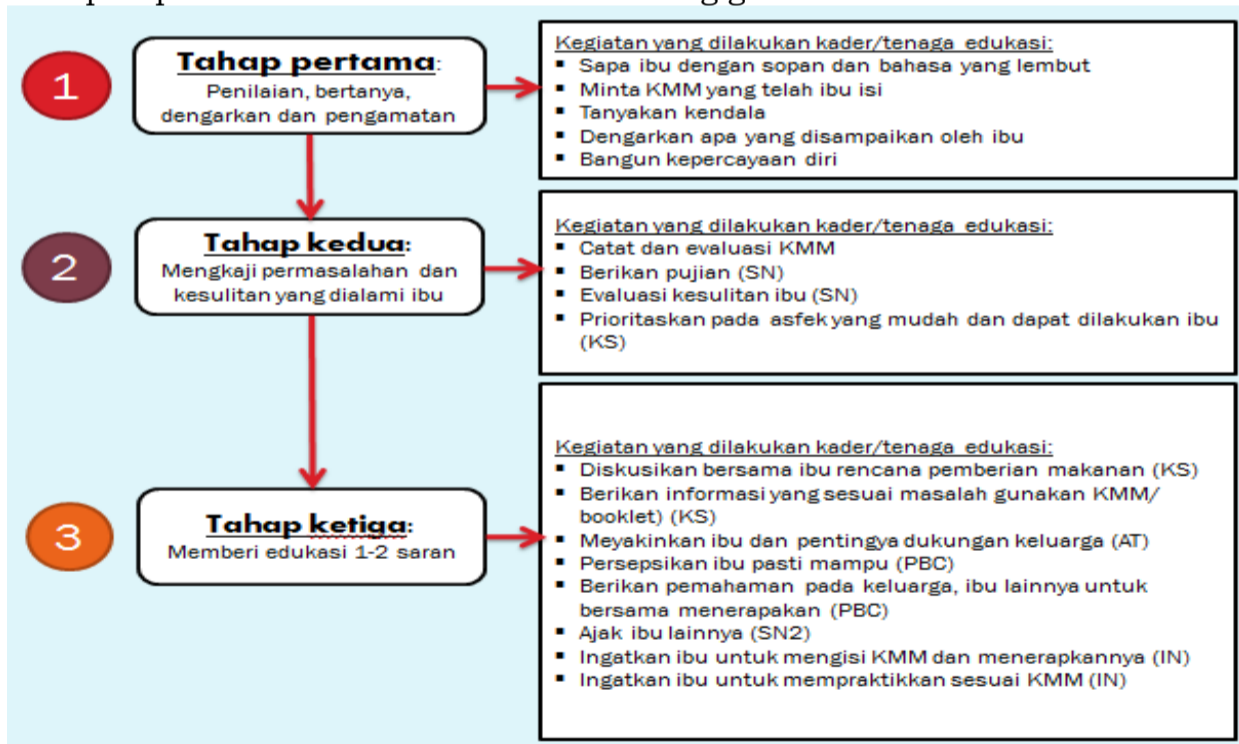 1
Tahap pertama:
Penilaian, bertanya,
dengarkan dan pengamatan
Kegiatan yang dilakukan kader/tenaga edukasi:
▪ Sapa ibu dengan sopan dan bahasa yang lembut
▪ Minta KMM yang telah ibu isi
▪ Tanyakan kendala
▪ Dengarkan apa yang disampaikan oleh ibu
▪ Bangun kepercayaan diri
2
Tahap kedua:
Mengkaji permasalahan dan
kesulitan yang dialami ibu
Kegiatan yang dilakukan kader/tenaga edukasi:
▪ Catat dan evaluasi KMM
▪ Berikan pujian (SN)
▪ Evaluasi kesulitan ibu (SN)
▪ Prioritaskan pada asfek yang mudah dan dapat dilakukan ibu
(KS)
3
Tahap ketiga:
Memberi edukasi 1-2 saran
Kegiatan yang dilakukan kader/tenaga edukasi:
▪ Diskusikan bersama ibu rencana pemberian makanan (KS)
▪ Berikan informasi yang sesuai masalah gunakan KMM/
booklet) (KS)
▪ Meyakinkan ibu dan pentingya dukungan keluarga (AT)
▪ Persepsikan ibu pasti mampu (PBC)
▪ Berikan pemahaman pada keluarga, ibu lainnya untuk
bersama menerapakan (PBC)
▪ Ajak ibu lainnya (SN2)
▪ Ingatkan ibu untuk mengisi KMM dan menerapkannya (IN)
▪ Ingatkan ibu untuk mempraktikkan sesuai KMM (IN)